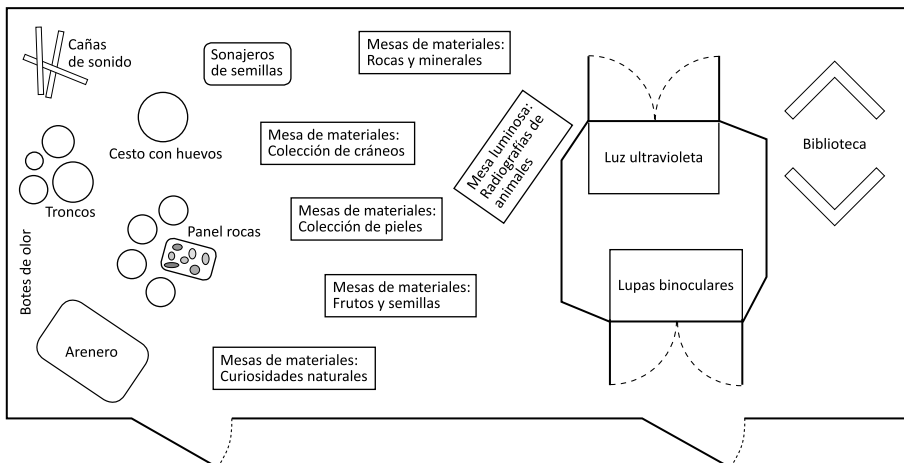 Cañas
de sonido
Sonajeros
de semillas
Mesas de materiales:
Rocas y minerales
Cesto con huevos
Mesa de materiales:
Colección de cráneos
Mesa luminosa:
Radiografías de
animales
Luz ultravioleta
Biblioteca
Troncos
Panel rocas
Mesas de materiales:
Colección de pieles
Botes de olor
Mesas de materiales:
Frutos y semillas
Lupas binoculares
Arenero
Mesas de materiales:
Curiosidades naturales